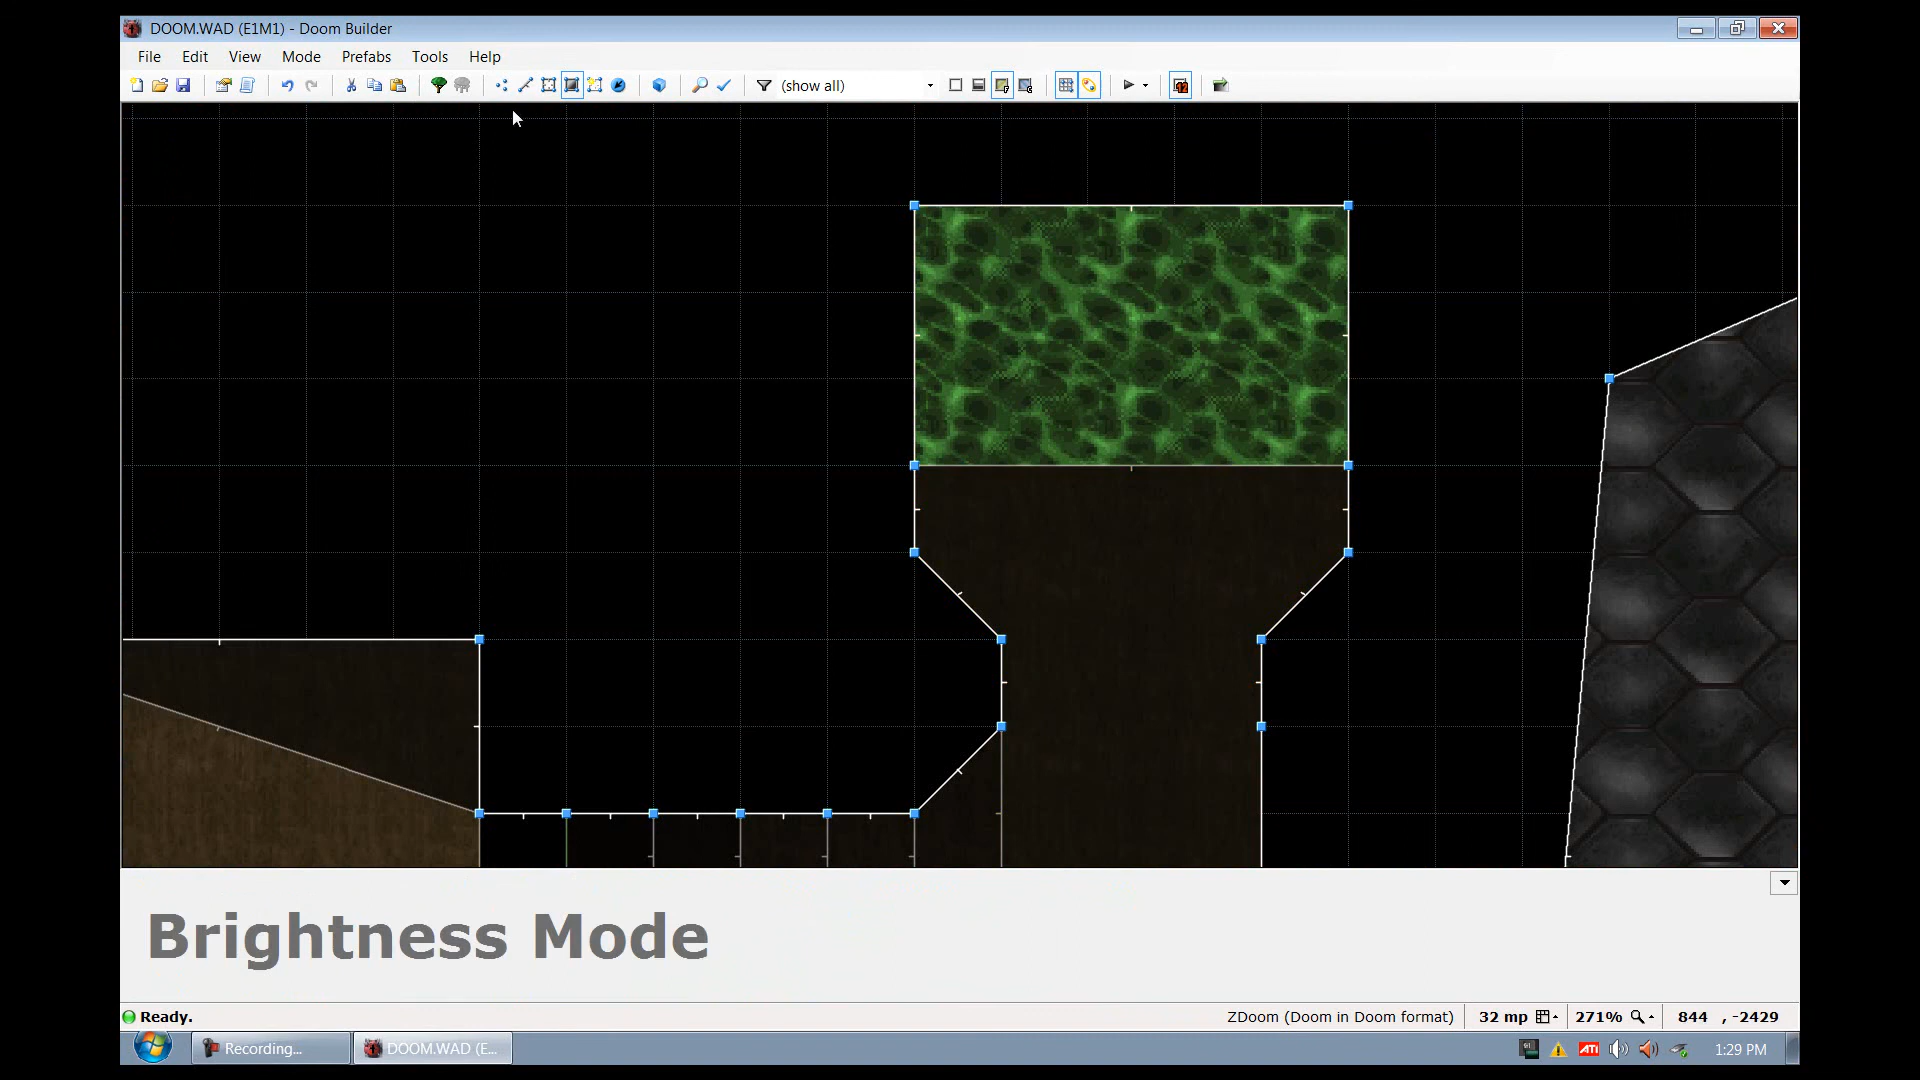 DOOM.WAD (E1M1) - Doom Builder
File Edit View Mode Prefabs Tools Help
(show all)
Brightness Mode
Ready.
ZDoom (Doom in Doom format) 32 mp 271% 844 , -2429
Recording... DOOM.WAD (E... ATI 1:29 PM